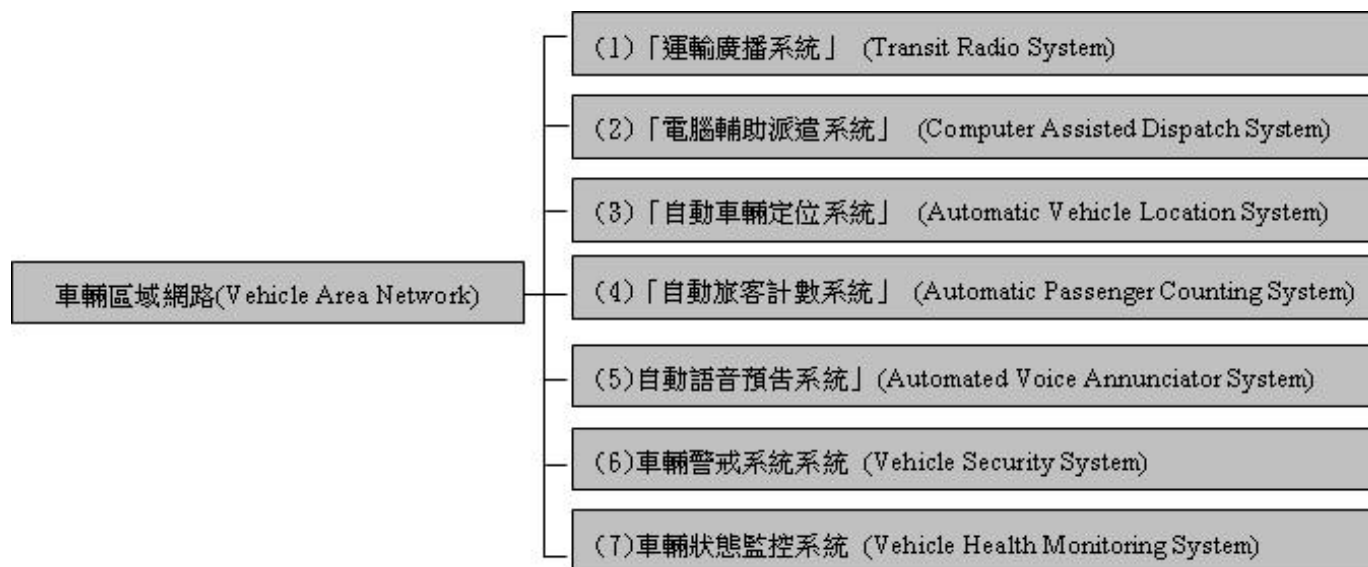 車輛區域網路(Vehicle Area Network)
(1)「運輸廣播系統」 (Transit Radio System)
(2)「電腦輔助派遣系統」 (Computer Assisted Dispatch System)
(3)「自動車輛定位系統」 (Automatic Vehicle Location System)
(4)「自動旅客計數系統」 (Automatic Passenger Counting System)
(5)自動語音預告系統」(Automated Voice Annunciator System)
(6)車輛警戒系統系統 (Vehicle Security System)
(7)車輛狀態監控系統 (Vehicle Health Monitoring System)